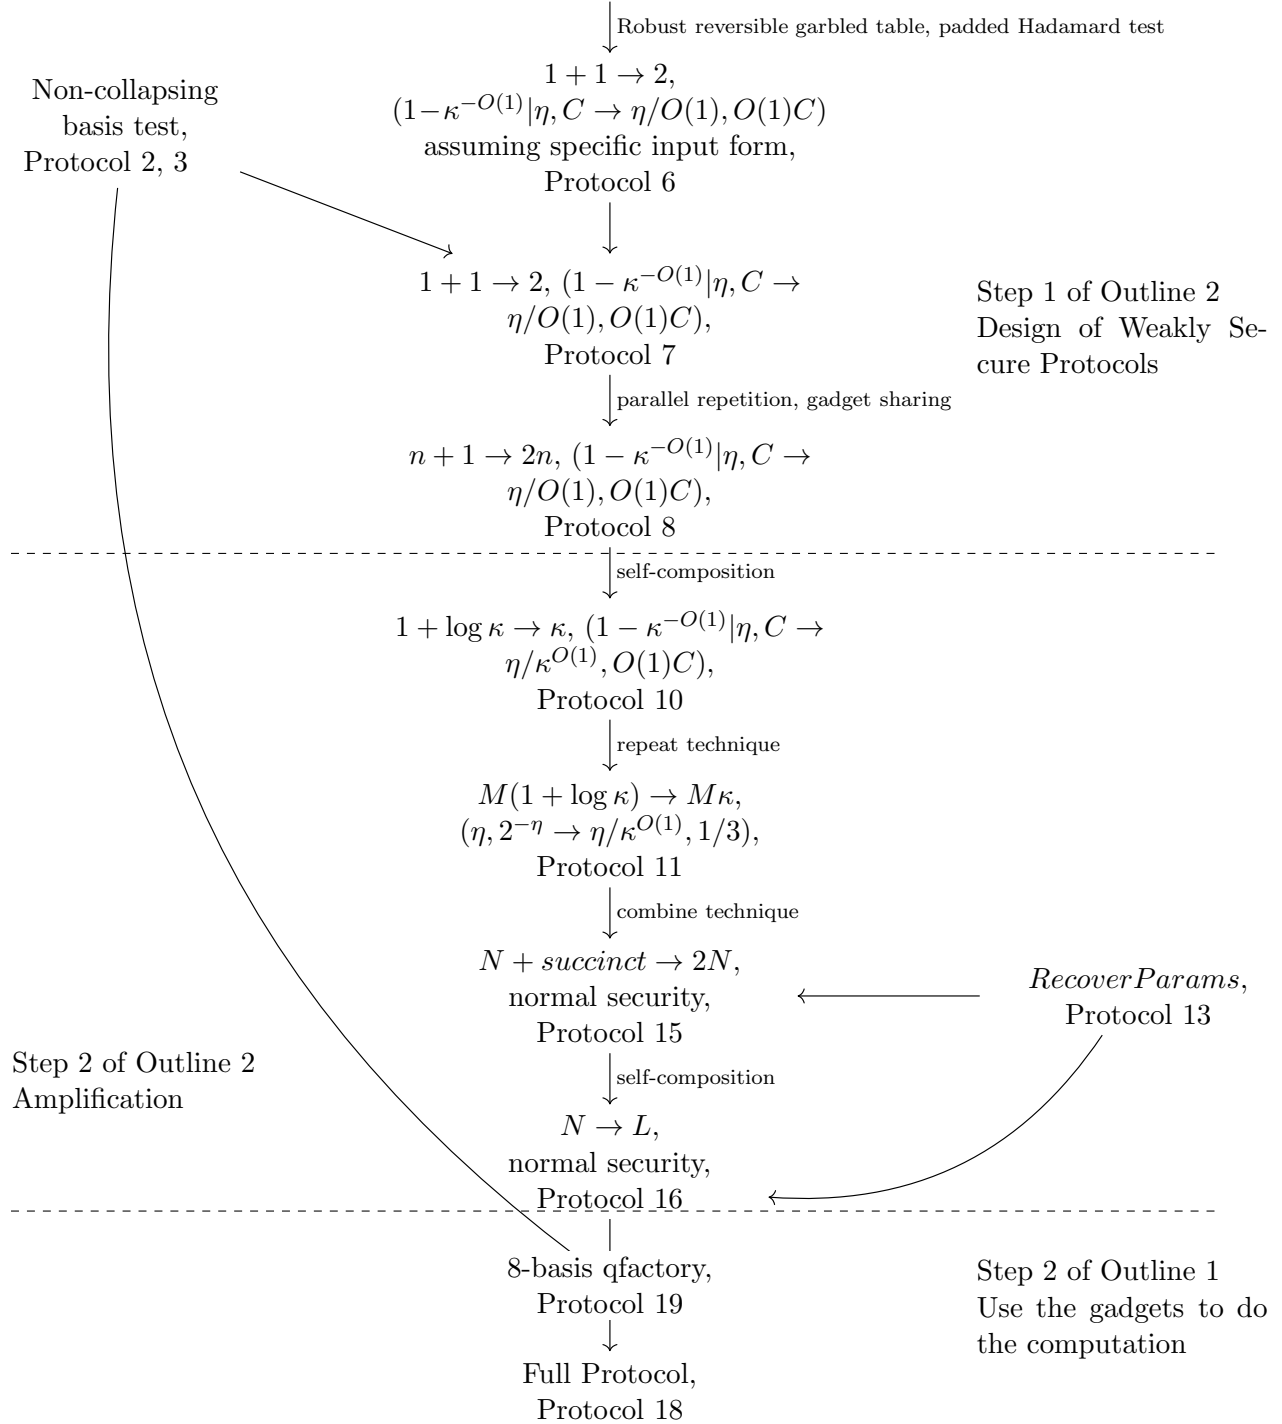 Robust reversible garbled table, padded Hadamard test
1 + 1 → 2,
(1−κ^{−O(1)}|η, C → η/O(1), O(1)C)
assuming specific input form,
Protocol 6
Non-collapsing
basis test,
Protocol 2, 3
1 + 1 → 2, (1 − κ^{−O(1)}|η, C →
η/O(1), O(1)C),
Protocol 7
Step 1 of Outline 2
Design of Weakly Se-
cure Protocols
parallel repetition, gadget sharing
n + 1 → 2n, (1 − κ^{−O(1)}|η, C →
η/O(1), O(1)C),
Protocol 8
self-composition
1 + log κ → κ, (1 − κ^{−O(1)}|η, C →
η/κ^{O(1)}, O(1)C),
Protocol 10
repeat technique
M(1 + log κ) → Mκ,
(η, 2^{−η} → η/κ^{O(1)}, 1/3),
Protocol 11
combine technique
N + succinct → 2N,
normal security,
Protocol 15
RecoverParams,
Protocol 13
self-composition
Step 2 of Outline 2
Amplification
N → L,
normal security,
Protocol 16
8-basis qfactory,
Protocol 19
Step 2 of Outline 1
Use the gadgets to do
the computation
Full Protocol,
Protocol 18